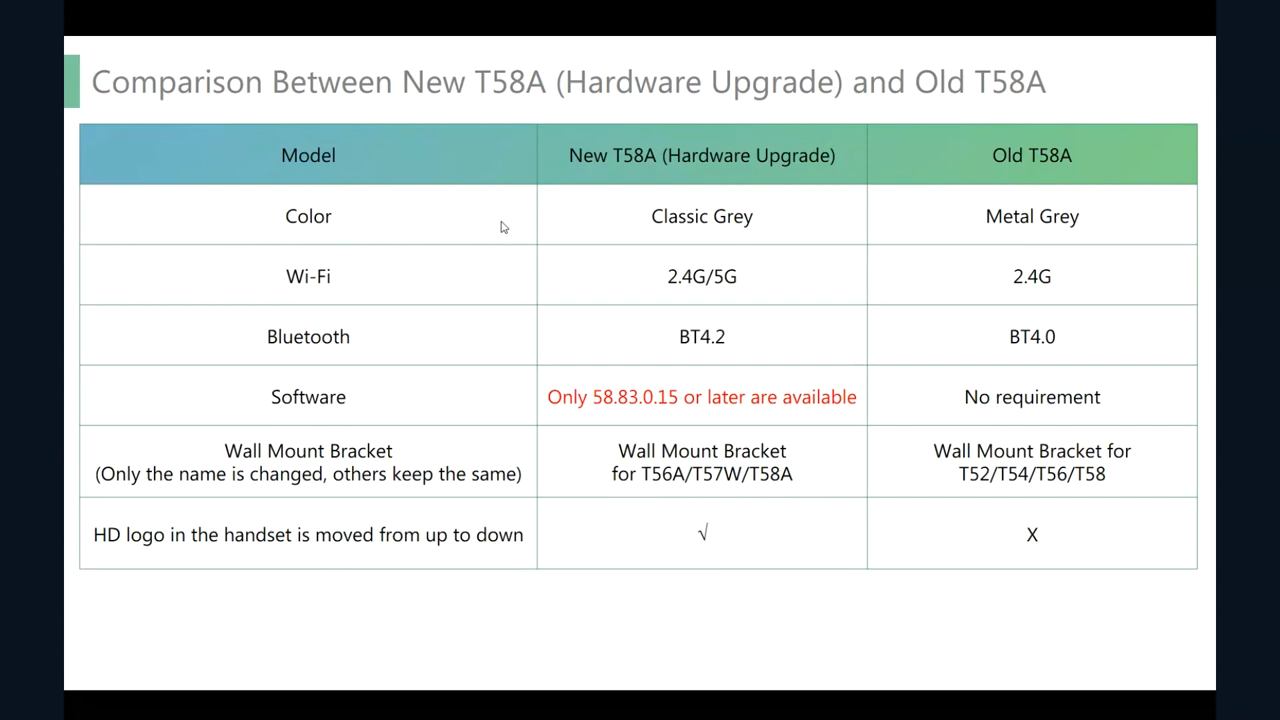 Comparison Between New T58A (Hardware Upgrade) and Old T58A
Model
New T58A (Hardware Upgrade)
Old T58A
Color
Classic Grey
Metal Grey
Wi-Fi
2.4G/5G
2.4G
Bluetooth
BT4.2
BT4.0
Software
Only 58.83.0.15 or later are available
No requirement
Wall Mount Bracket
(Only the name is changed, others keep the same)
Wall Mount Bracket
for T56A/T57W/T58A
Wall Mount Bracket for
T52/T54/T56/T58
HD logo in the handset is moved from up to down
√
X